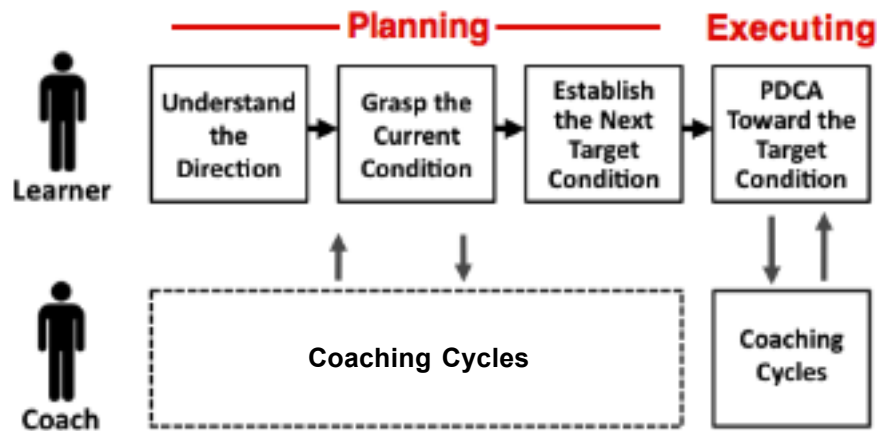 Planning
Executing
Understand
the
Direction
Grasp the
Current
Condition
Establish
the Next
Target
Condition
PDCA
Toward the
Target
Condition
Learner
Coaching Cycles
Coaching
Cycles
Coach